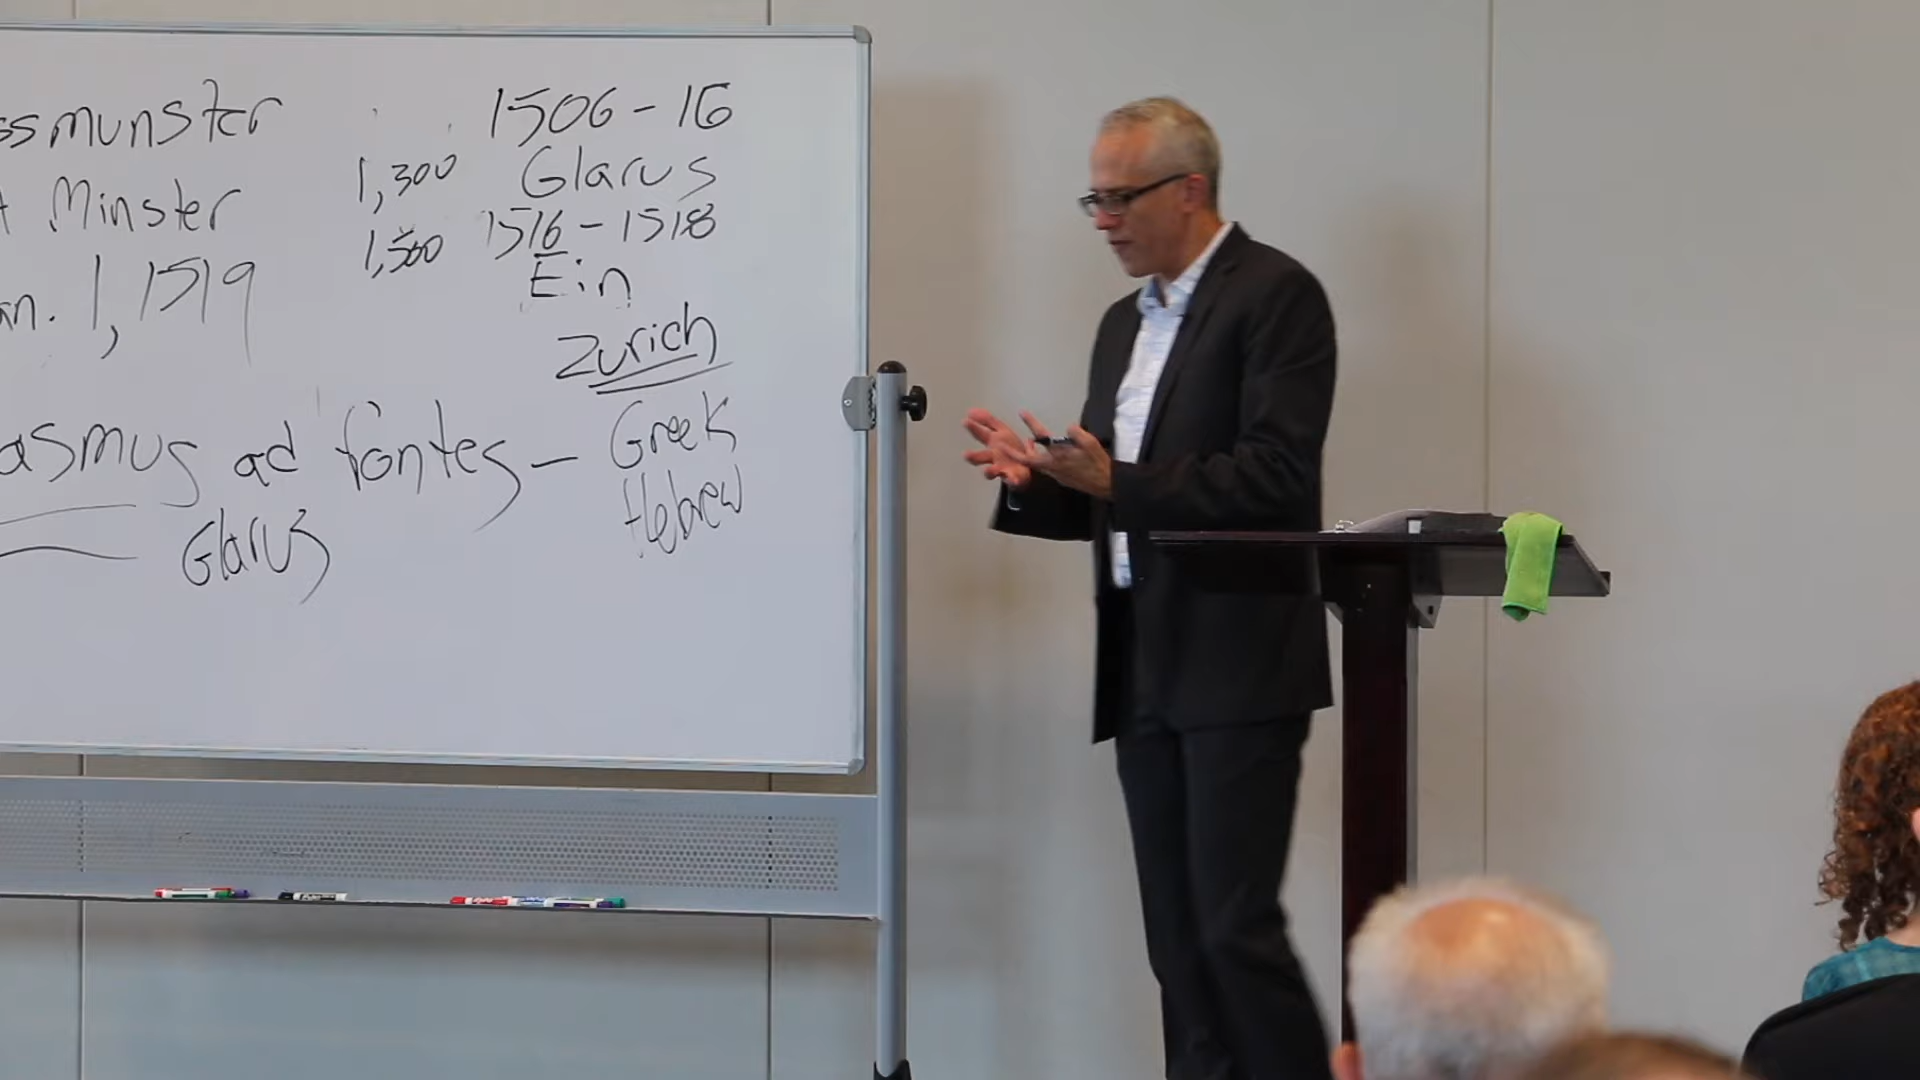 ssmunster
Minster
an. 1, 1519
1506-16
1,300 Glarus
1,500 1516-1518
Ein
Zurich
asmus ad fontes - Greek
Hebrew
Glarus